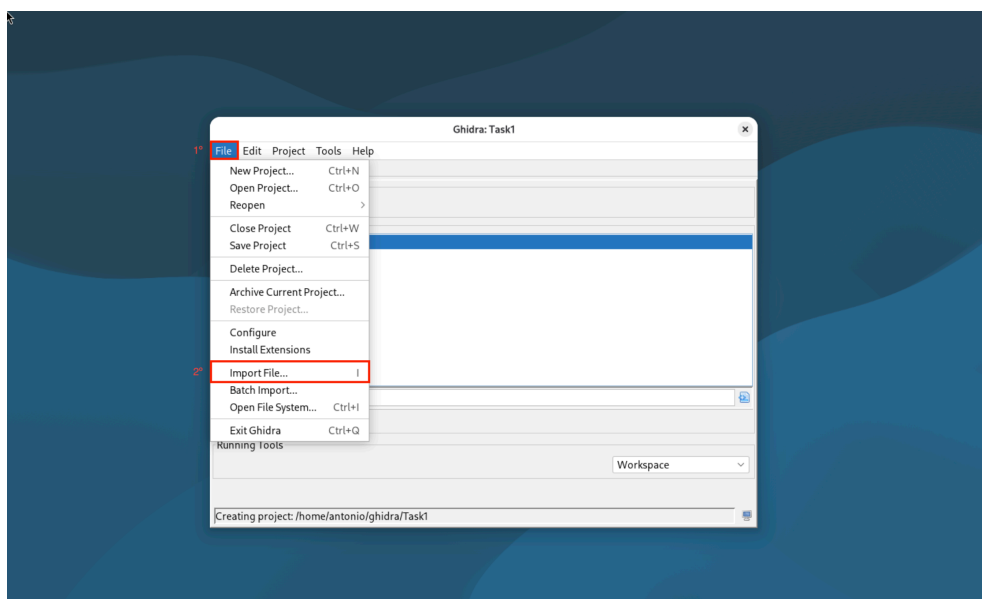 Ghidra: Task1
1º File Edit Project Tools Help
New Project... Ctrl+N
Open Project... Ctrl+O
Reopen
Close Project Ctrl+W
Save Project Ctrl+S
Delete Project...
Archive Current Project...
Restore Project...
Configure
Install Extensions
2º Import File... I
Batch Import...
Open File System... Ctrl+I
Exit Ghidra Ctrl+Q
Running Tools
Workspace
Creating project: /home/antonio/ghidra/Task1